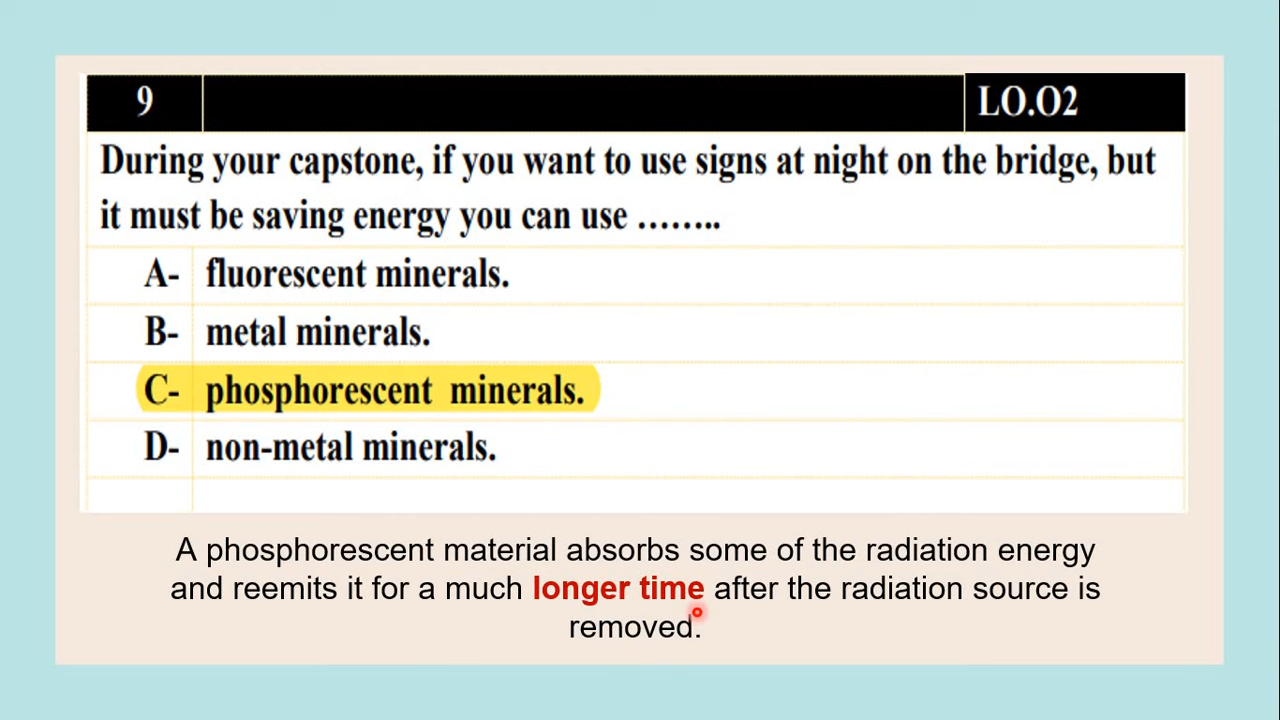 9 LO.O2
During your capstone, if you want to use signs at night on the bridge, but
it must be saving energy you can use ........
A- fluorescent minerals.
B- metal minerals.
C- phosphorescent minerals.
D- non-metal minerals.
A phosphorescent material absorbs some of the radiation energy
and reemits it for a much longer time after the radiation source is
removed.